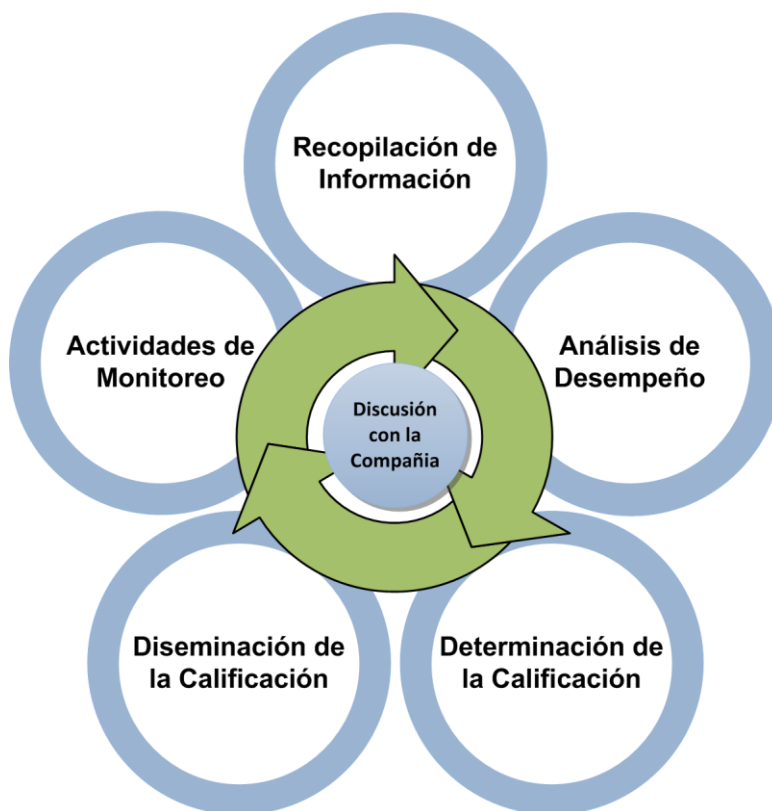 Recopilación de
Información
Análisis de
Desempeño
Determinación de
la Calificación
Diseminación de
la Calificación
Actividades de
Monitoreo
Discusión
con la
Compañia